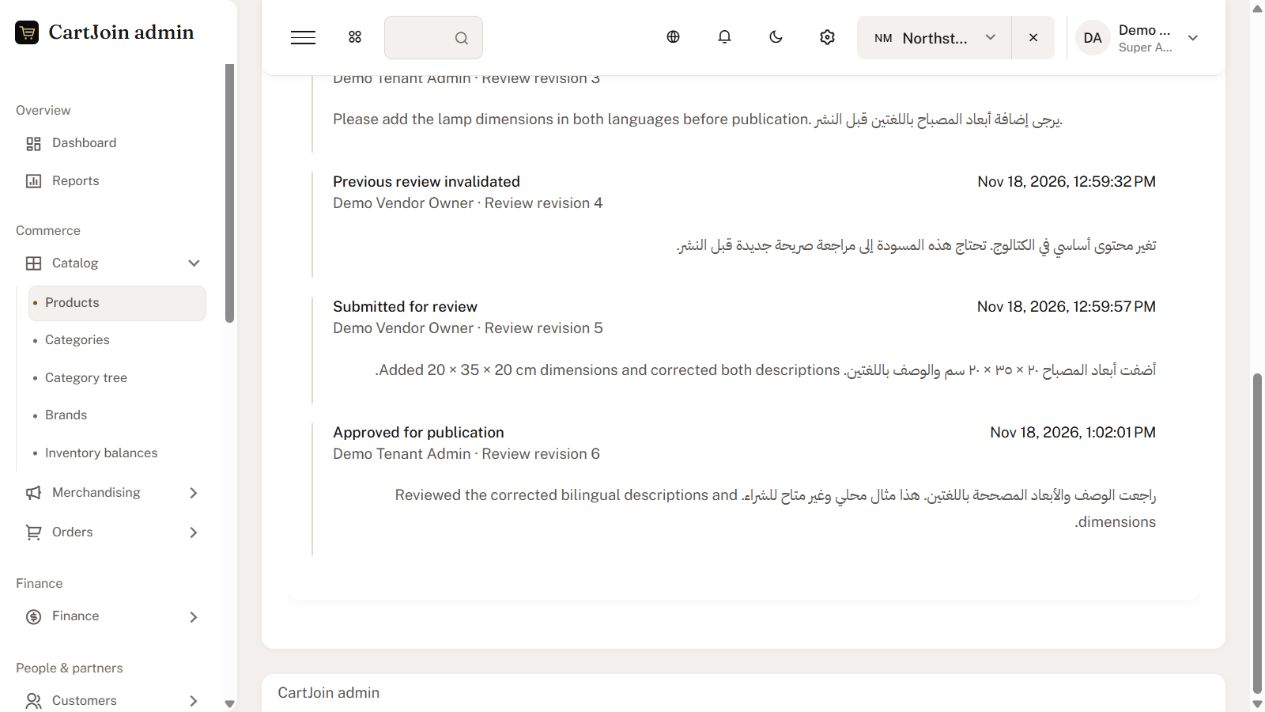 CartJoin admin
NM Northst...
DA
Demo ...
Super A...
Overview
Dashboard
Reports
Commerce
Catalog
Products
Categories
Category tree
Brands
Inventory balances
Merchandising
Orders
Finance
Finance
People & partners
Customers
Demo Tenant Admin · Review revision 3
Please add the lamp dimensions in both languages before publication. يرجى إضافة أبعاد المصباح باللغتين قبل النشر.
Previous review invalidated
Nov 18, 2026, 12:59:32 PM
Demo Vendor Owner · Review revision 4
تغير محتوى أساسي في الكتالوج. تحتاج هذه المسودة إلى مراجعة صريحة جديدة قبل النشر.
Submitted for review
Nov 18, 2026, 12:59:57 PM
Demo Vendor Owner · Review revision 5
أضفت أبعاد المصباح ٢٠ × ٣٥ × ٢٠ سم والوصف باللغتين. Added 20 × 35 × 20 cm dimensions and corrected both descriptions.
Approved for publication
Nov 18, 2026, 1:02:01 PM
Demo Tenant Admin · Review revision 6
راجعت الوصف والأبعاد المصححة باللغتين. هذا مثال محلي وغير متاح للشراء. Reviewed the corrected bilingual descriptions and
dimensions.
CartJoin admin